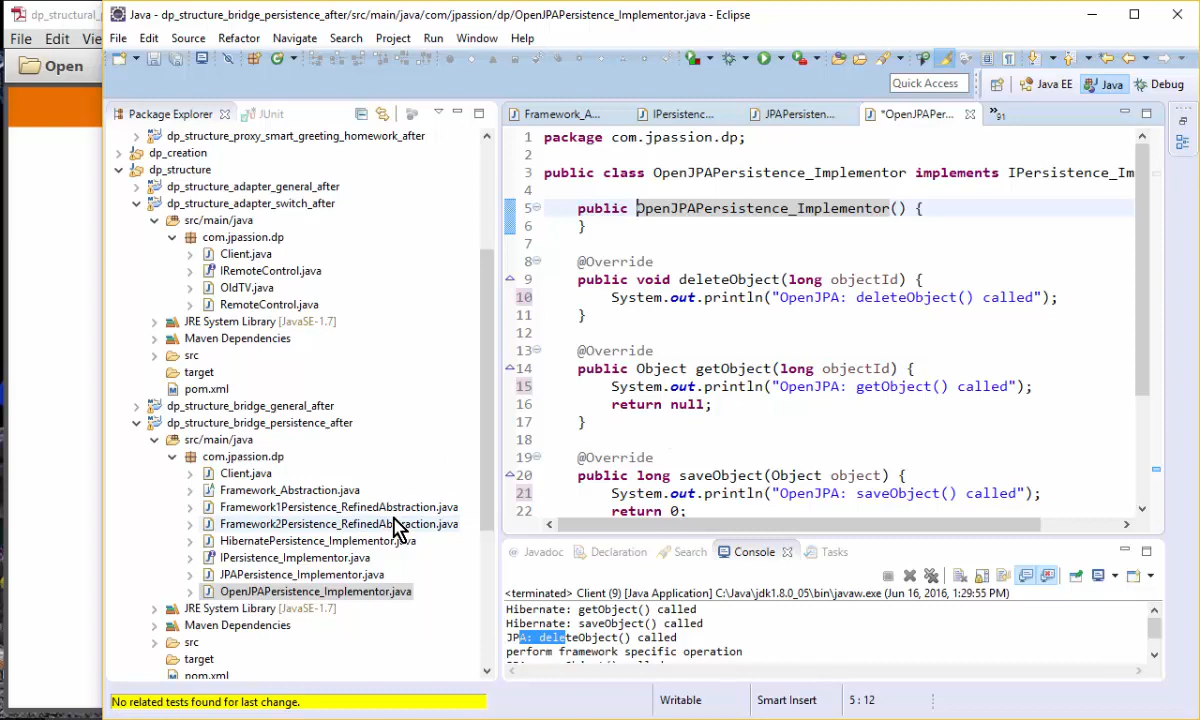 dp_structural_
File Edit Vie
Open
Java - dp_structure_bridge_persistence_after/src/main/java/com/jpassion/dp/OpenJPAPersistence_Implementor.java - Eclipse
File Edit Source Refactor Navigate Search Project Run Window Help
Quick Access
Java EE
Java
Debug
Package Explorer
JUnit
dp_structure_proxy_smart_greeting_homework_after
dp_creation
dp_structure
dp_structure_adapter_general_after
dp_structure_adapter_switch_after
src/main/java
com.jpassion.dp
Client.java
IRemoteControl.java
OldTV.java
RemoteControl.java
JRE System Library [JavaSE-1.7]
Maven Dependencies
src
target
pom.xml
dp_structure_bridge_general_after
dp_structure_bridge_persistence_after
src/main/java
com.jpassion.dp
Client.java
Framework_Abstraction.java
Framework1Persistence_RefinedAbstraction.java
Framework2Persistence_RefinedAbstraction.java
HibernatePersistence_Implementor.java
IPersistence_Implementor.java
JPAPersistence_Implementor.java
OpenJPAPersistence_Implementor.java
JRE System Library [JavaSE-1.7]
Maven Dependencies
src
target
pom.xml
Framework_A...
IPersistenc...
JPAPersisten...
*OpenJPAPer...
»91
1 package com.jpassion.dp;
2
3 public class OpenJPAPersistence_Implementor implements IPersistence_Im
4
5 public OpenJPAPersistence_Implementor() {
6 }
7
8 @Override
9 public void deleteObject(long objectId) {
10 System.out.println("OpenJPA: deleteObject() called");
11 }
12
13 @Override
14 public Object getObject(long objectId) {
15 System.out.println("OpenJPA: getObject() called");
16 return null;
17 }
18
19 @Override
20 public long saveObject(Object object) {
21 System.out.println("OpenJPA: saveObject() called");
22 return 0;
Javadoc
Declaration
Search
Console
Tasks
<terminated> Client (9) [Java Application] C:\Java\jdk1.8.0_05\bin\javaw.exe (Jun 16, 2016, 1:29:55 PM)
Hibernate: getObject() called
Hibernate: saveObject() called
JPA: deleteObject() called
perform framework specific operation
No related tests found for last change.
Writable
Smart Insert
5 : 12